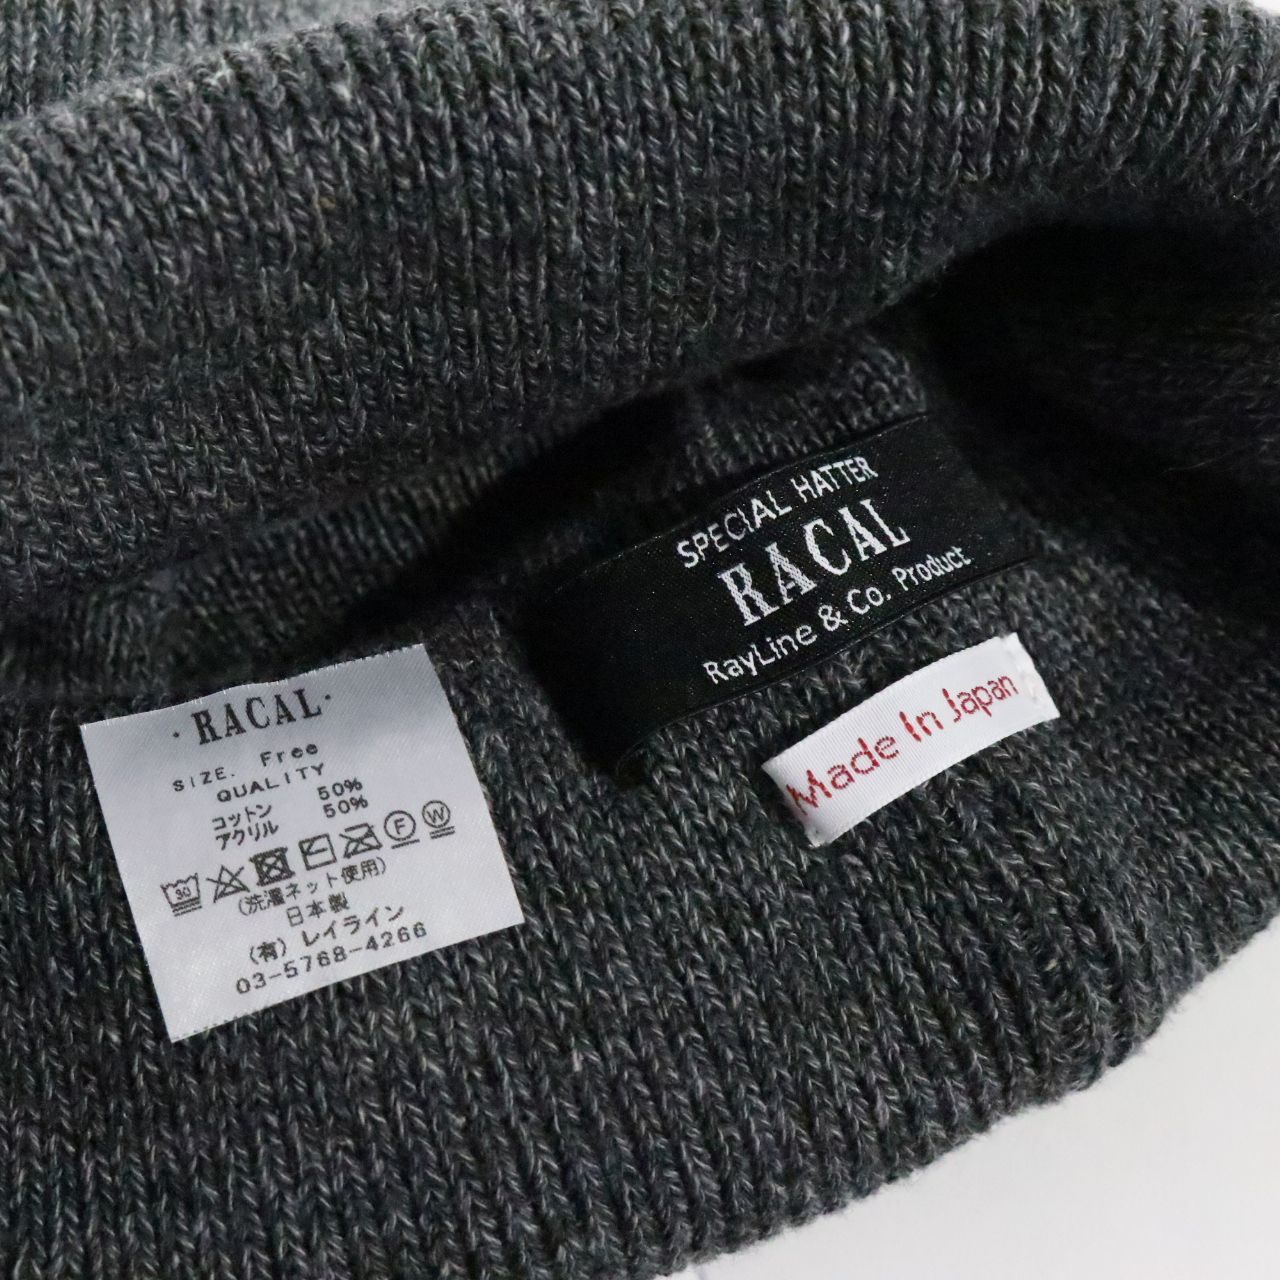 SPECIAL HATTER
RACAL
RayLine & Co. Product
Made In Japan
·RACAL·
SIZE. Free
QUALITY
コットン 50%
アクリル 50%
30 F W
(洗濯ネット使用)
日本製
(有) レイライン
03-5768-4266